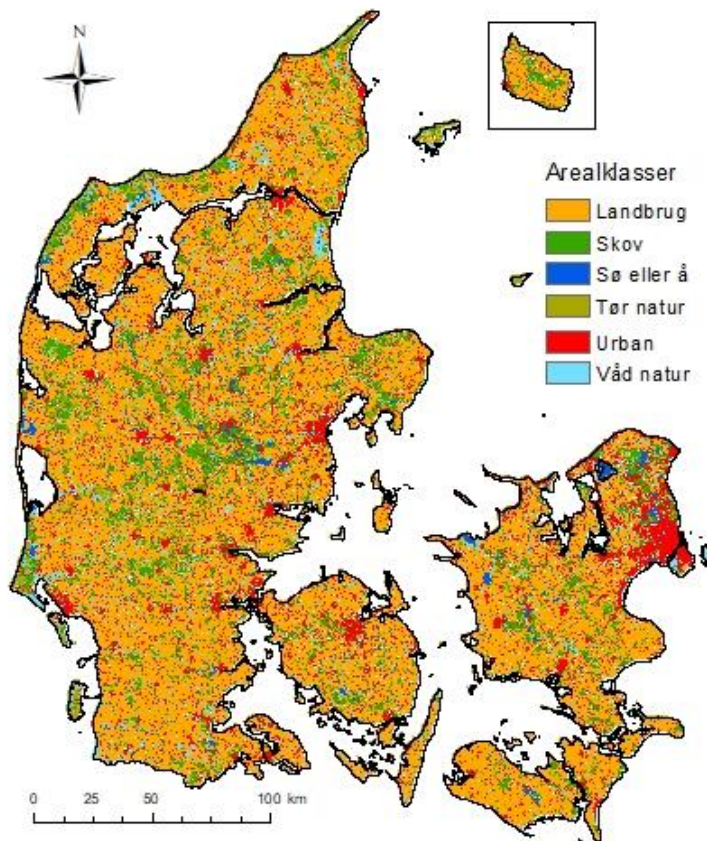 N
Arealklasser
Landbrug
Skov
Sø eller å
Tør natur
Urban
Våd natur
0 25 50 100 km